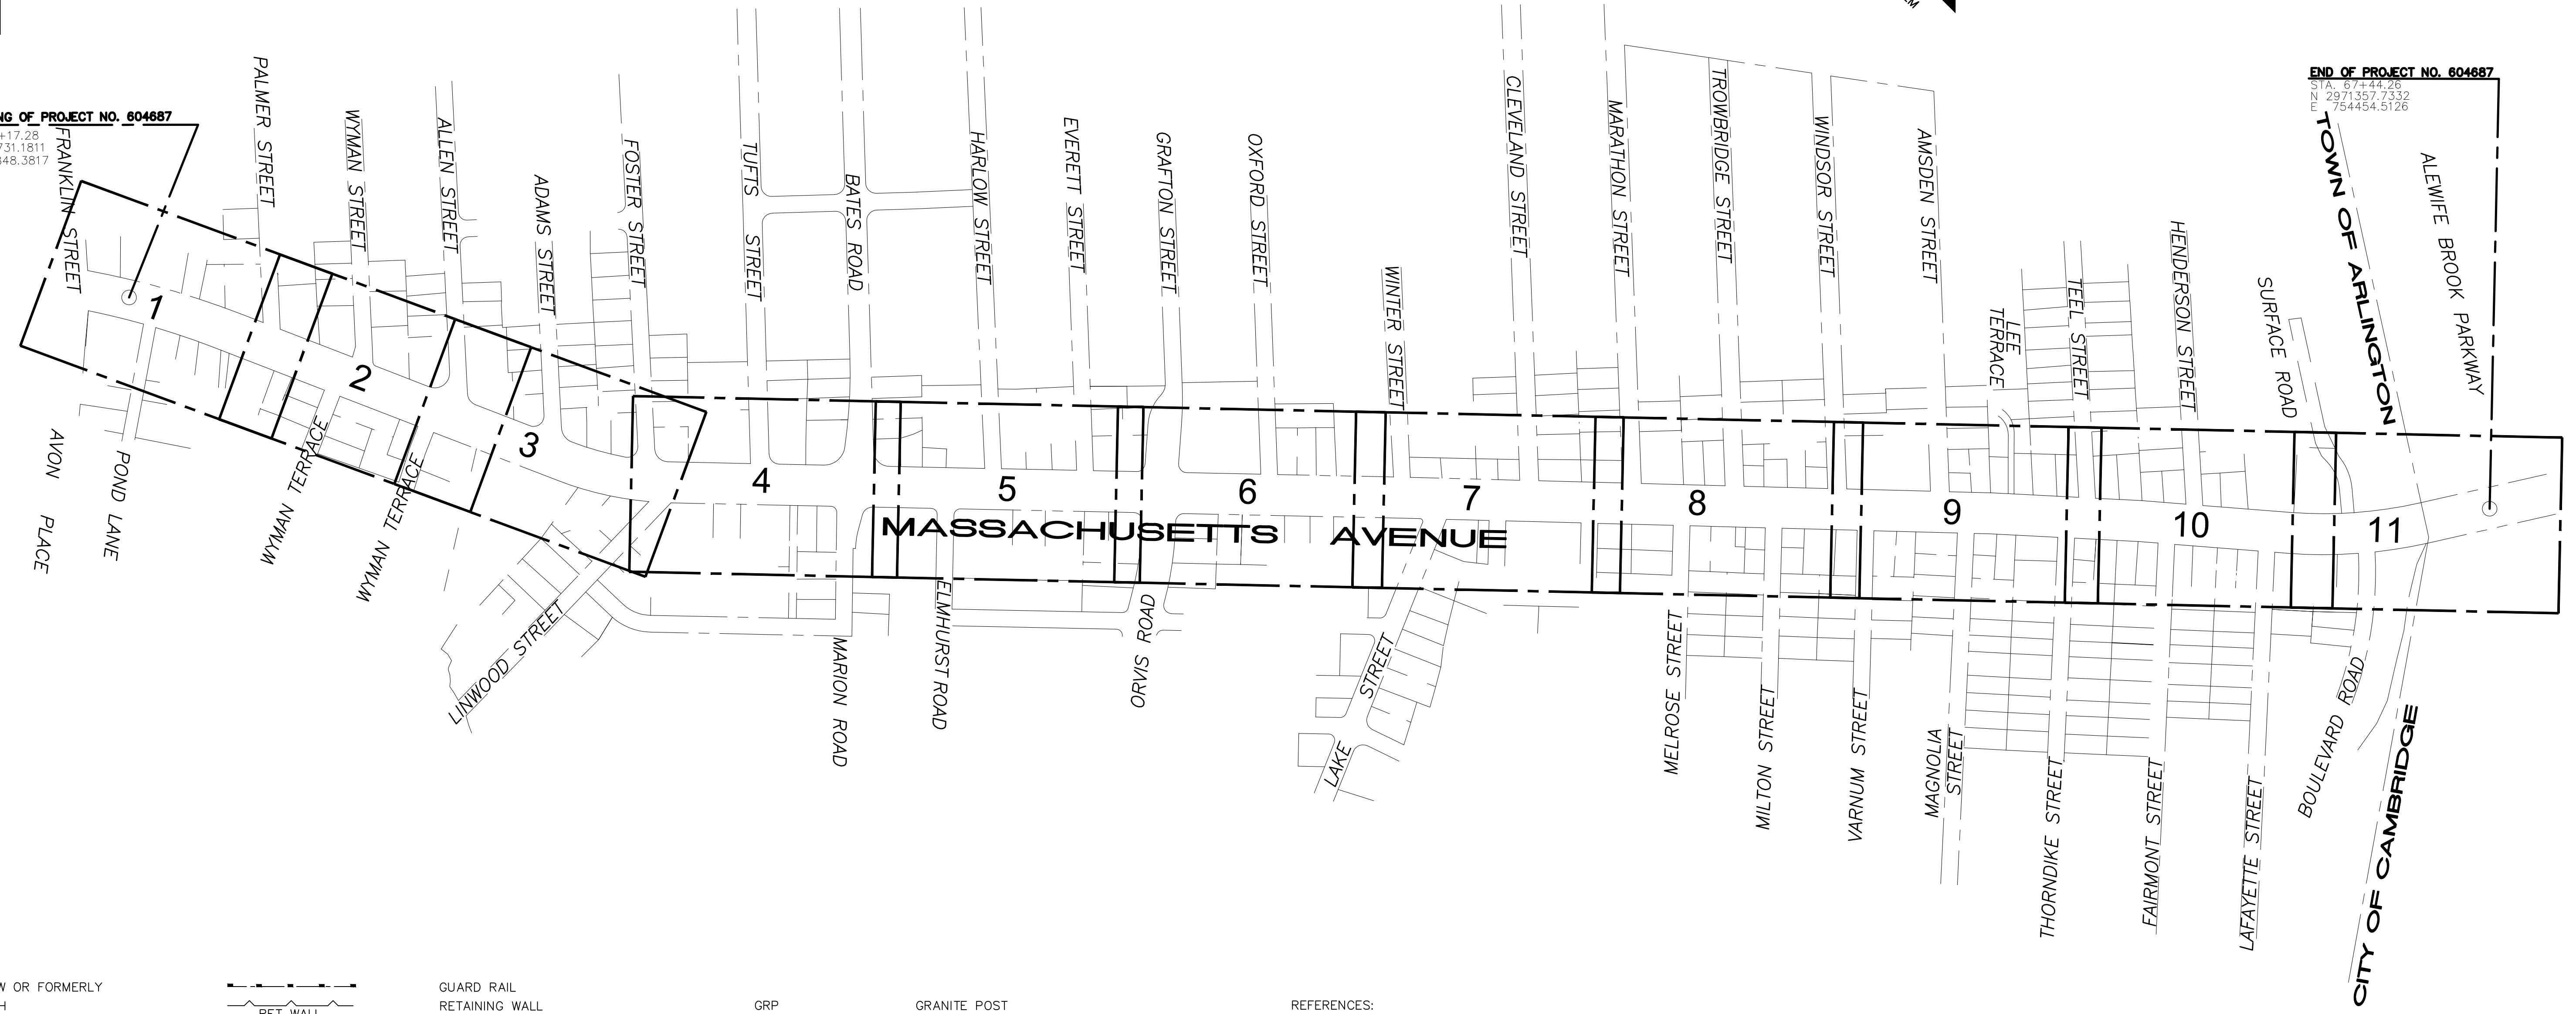 END OF PROJECT NO. 604687
STA. 67+44.26
N 2971357.7332
E 754454.5126
NG OF PROJECT NO. 604687
+17.28
731.1811
348.3817
FRANKLIN STREET
PALMER STREET
WYMAN STREET
ALLEN STREET
ADAMS STREET
FOSTER STREET
TUFTS STREET
BATES ROAD
HARLOW STREET
EVERETT STREET
GRAFTON STREET
OXFORD STREET
WINTER STREET
CLEVELAND STREET
MARATHON STREET
TROWBRIDGE STREET
WINDSOR STREET
AMSDEN STREET
LEE
TERRACE
TEEL STREET
HENDERSON STREET
SURFACE ROAD
TOWN OF ARLINGTON
ALEWIFE BROOK PARKWAY
1
2
3
4
5
6
7
8
9
10
11
MASSACHUSETTS AVENUE
AVON PLACE
POND LANE
WYMAN TERRACE
WYMAN TERRACE
LINWOOD STREET
MARION ROAD
ELMHURST ROAD
ORVIS ROAD
LAKE STREET
MELROSE STREET
MILTON STREET
VARNUM STREET
MAGNOLIA
STREET
THORNDIKE STREET
FAIRMONT STREET
LAFAYETTE STREET
BOULEVARD ROAD
CITY OF CAMBRIDGE
W OR FORMERLY
H
GUARD RAIL
RET WALL
RETAINING WALL
GRP
GRANITE POST
REFERENCES: